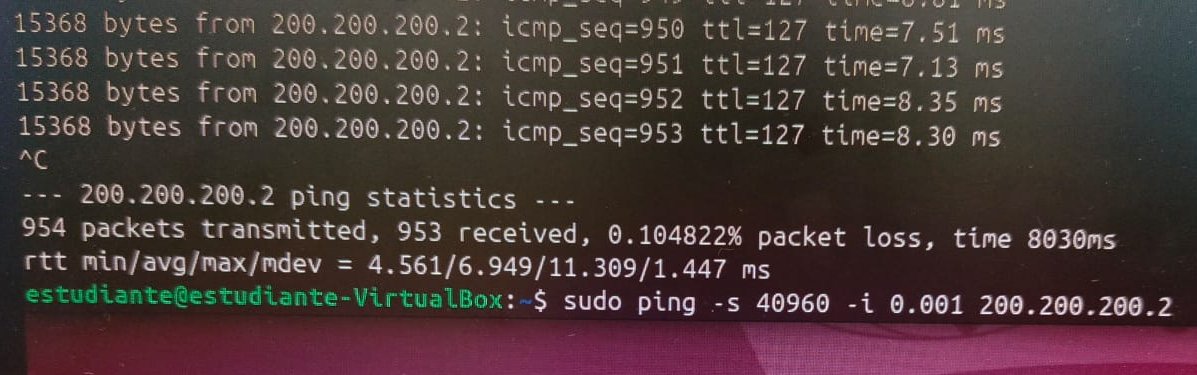 15368 bytes from 200.200.200.2: icmp_seq=950 ttl=127 time=7.51 ms
15368 bytes from 200.200.200.2: icmp_seq=951 ttl=127 time=7.13 ms
15368 bytes from 200.200.200.2: icmp_seq=952 ttl=127 time=8.35 ms
15368 bytes from 200.200.200.2: icmp_seq=953 ttl=127 time=8.30 ms
^C
--- 200.200.200.2 ping statistics ---
954 packets transmitted, 953 received, 0.104822% packet loss, time 8030ms
rtt min/avg/max/mdev = 4.561/6.949/11.309/1.447 ms
estudiante@estudiante-VirtualBox:~$ sudo ping -s 40960 -i 0.001 200.200.200.2